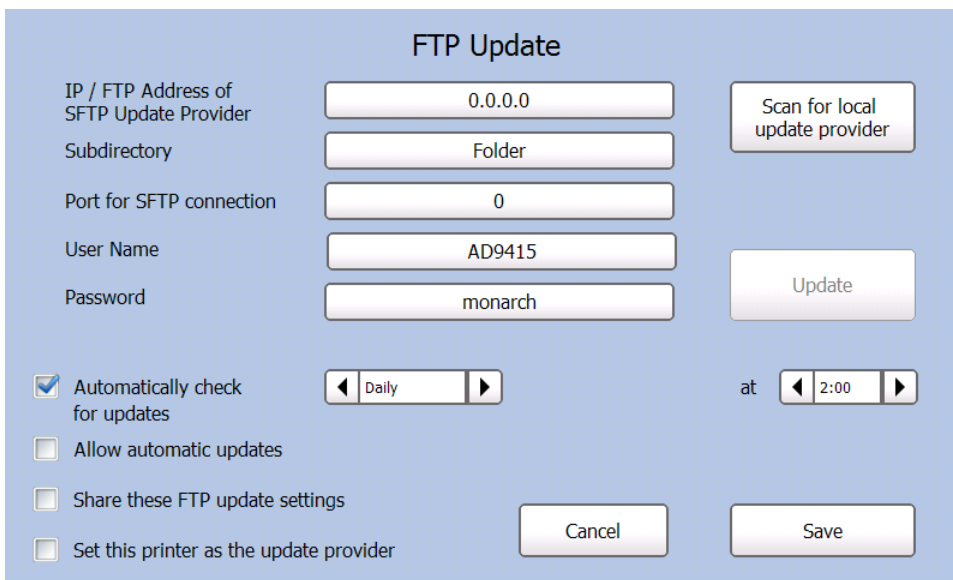 FTP Update
IP / FTP Address of
SFTP Update Provider
0.0.0.0
Scan for local
update provider
Subdirectory
Folder
Port for SFTP connection
0
User Name
AD9415
Password
monarch
Update
Automatically check
for updates
Daily
at
2:00
Allow automatic updates
Share these FTP update settings
Set this printer as the update provider
Cancel
Save